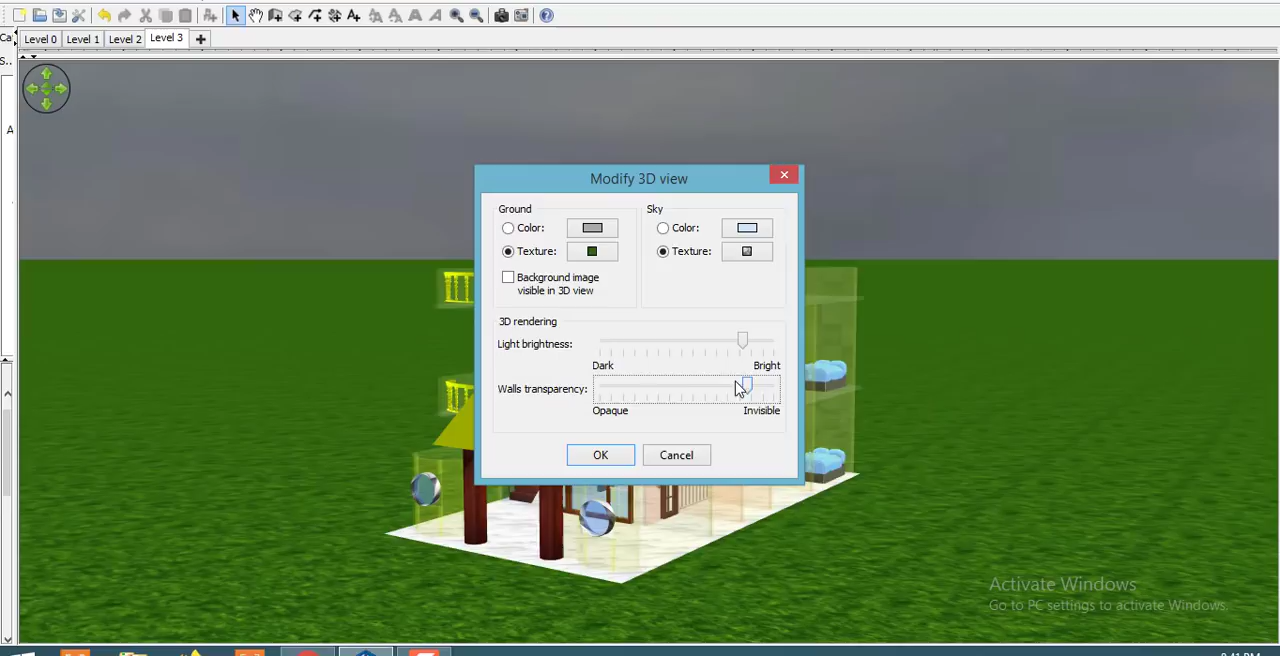 Ca
Level 0 Level 1 Level 2 Level 3
S..
A
Modify 3D view
Ground
Color:
Texture:
Background image
visible in 3D view
Sky
Color:
Texture:
3D rendering
Light brightness:
Dark Bright
Walls transparency:
Opaque Invisible
OK Cancel
Activate Windows
Go to PC settings to activate Windows.